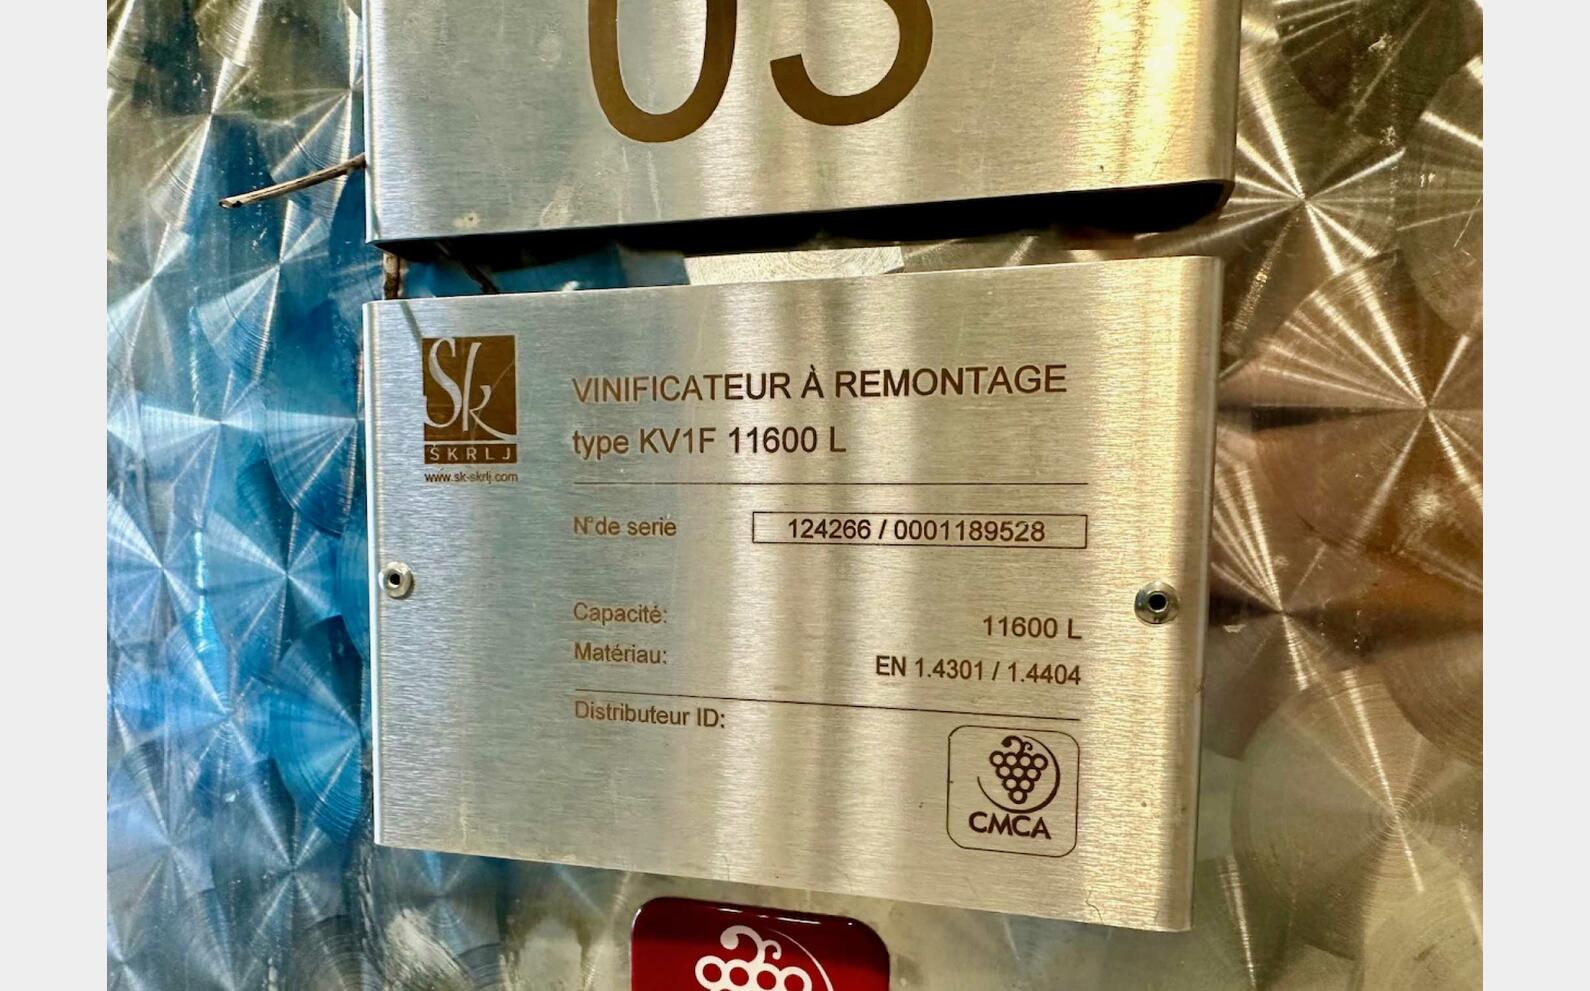 03
Sk
ŠKRLJ
www.sk-skrlj.com
VINIFICATEUR À REMONTAGE
type KV1F 11600 L
N°de serie 124266 / 0001189528
Capacité: 11600 L
Matériau: EN 1.4301 / 1.4404
Distributeur ID:
CMCA